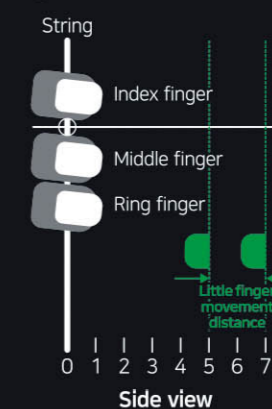 String
Index finger
Middle finger
Ring finger
Little finger
movement
distance
0 1 2 3 4 5 6 7
Side view